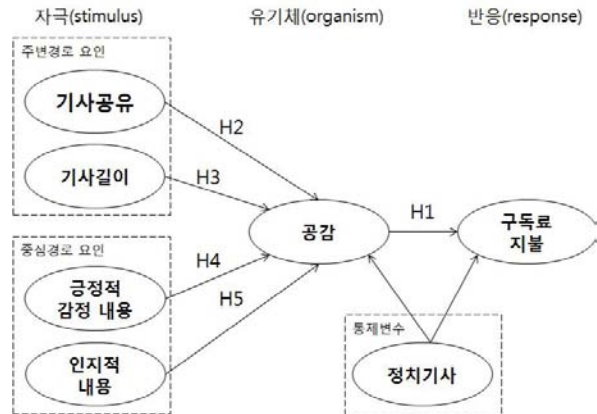 자극(stimulus)
유기체(organism)
반응(response)
주변경로 요인
기사공유
H2
기사길이
H3
공감
H1
구독료
지불
중심경로 요인
H4
긍정적
감정 내용
H5
통제변수
인지적
내용
정치기사